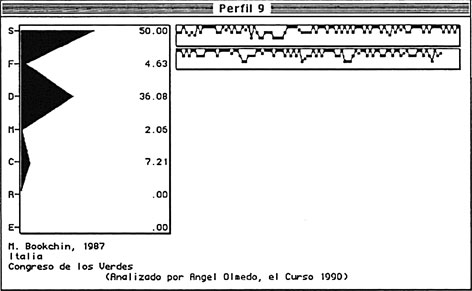 Perfil 9
S- 50.00
F- 4.63
D- 36.08
M- 2.05
C- 7.21
R- .00
E- .00
M. Bookchin, 1987
Italia
Congreso de los Verdes
(Analizado por Angel Olmedo, el Curso 1990)